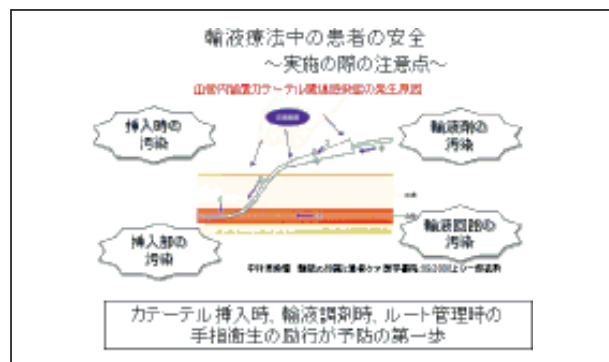 輸液療法中の患者の安全
～実施の際の注意点～
血管内留置カテーテル関連感染症の発生原因
挿入時の
汚染
輸液剤の
汚染
挿入部の
汚染
輸液回路の
汚染
カテーテル挿入時、輸液調剤時、ルート管理時の
手指衛生の励行が予防の第一歩